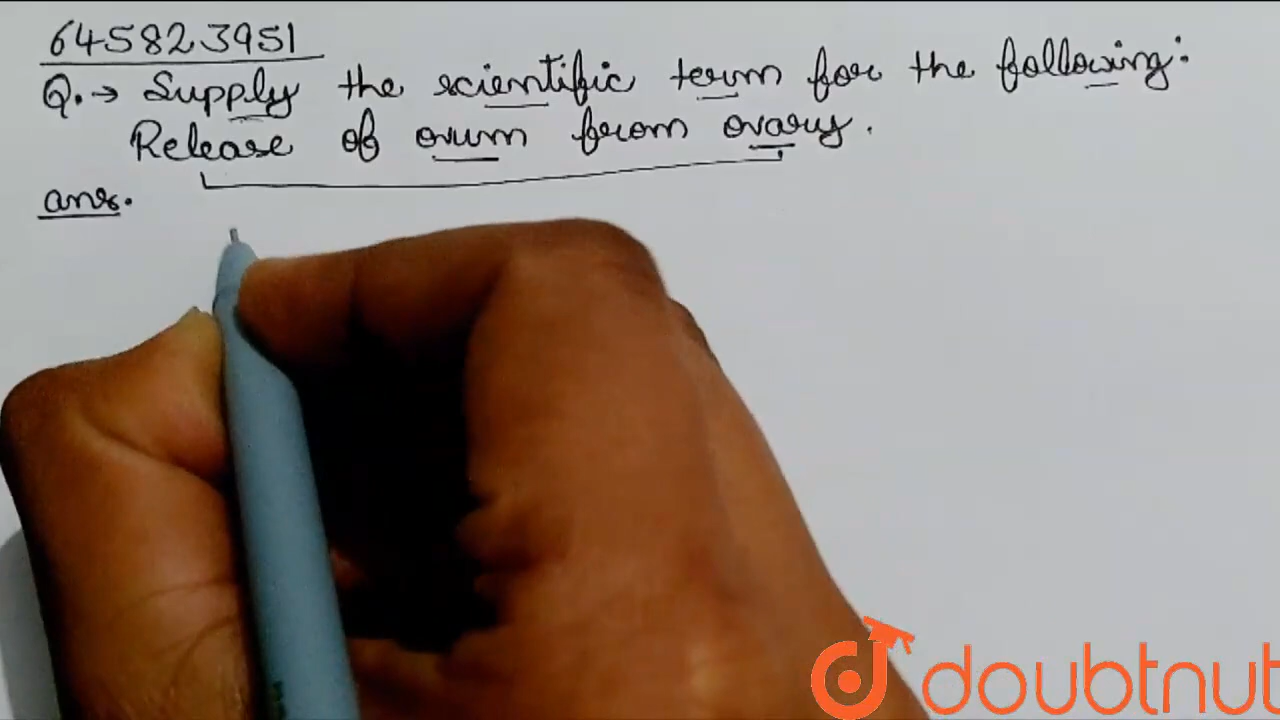 645823951
Q.→ Supply the scientific term for the following:
Release of ovum from ovary.
ans.
doubtnut